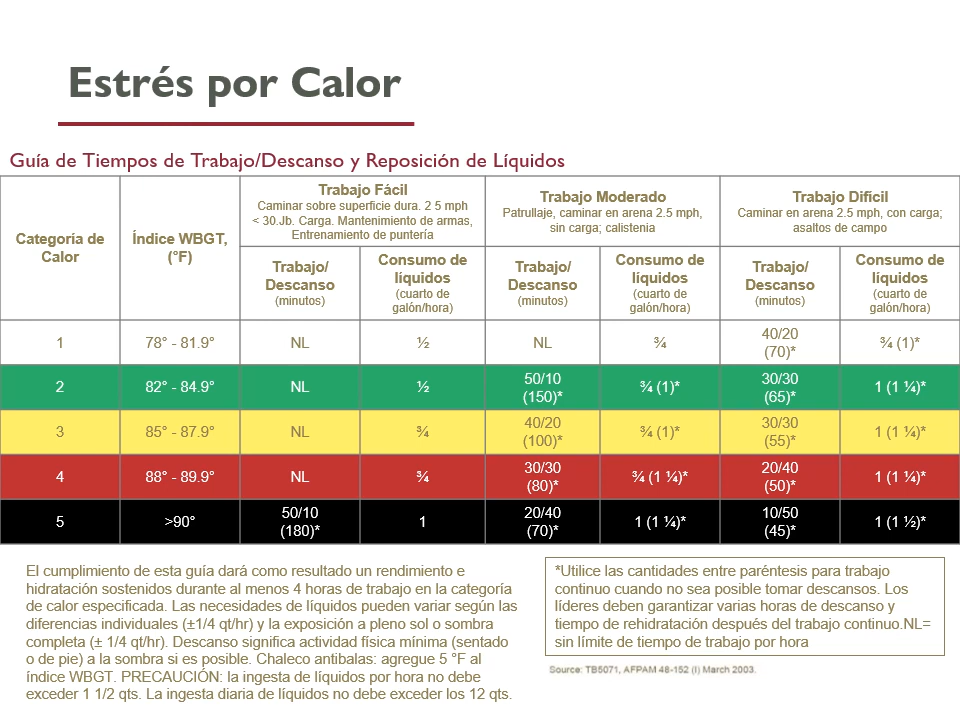 Estrés por Calor
Guía de Tiempos de Trabajo/Descanso y Reposición de Líquidos
Categoría de
Calor
Índice WBGT,
(°F)
Trabajo Fácil
Caminar sobre superficie dura. 2 5 mph
< 30.Jb. Carga. Mantenimiento de armas,
Entrenamiento de puntería
Trabajo Moderado
Patrullaje, caminar en arena 2.5 mph,
sin carga; calistenia
Trabajo Difícil
Caminar en arena 2.5 mph, con carga;
asaltos de campo
Trabajo/
Descanso
(minutos)
Consumo de
líquidos
(cuarto de
galón/hora)
Trabajo/
Descanso
(minutos)
Consumo de
líquidos
(cuarto de
galón/hora)
Trabajo/
Descanso
(minutos)
Consumo de
líquidos
(cuarto de
galón/hora)
1 78° - 81.9° NL ½ NL ¾ 40/20 (70)* ¾ (1)*
2 82° - 84.9° NL ½ 50/10 (150)* ¾ (1)* 30/30 (65)* 1 (1 ¼)*
3 85° - 87.9° NL ¾ 40/20 (100)* ¾ (1)* 30/30 (55)* 1 (1 ¼)*
4 88° - 89.9° NL ¾ 30/30 (80)* ¾ (1 ¼)* 20/40 (50)* 1 (1 ¼)*
5 >90° 50/10 (180)* 1 20/40 (70)* 1 (1 ¼)* 10/50 (45)* 1 (1 ½)*
El cumplimiento de esta guía dará como resultado un rendimiento e
hidratación sostenidos durante al menos 4 horas de trabajo en la categoría
de calor especificada. Las necesidades de líquidos pueden variar según las
diferencias individuales (±1/4 qt/hr) y la exposición a pleno sol o sombra
completa (± 1/4 qt/hr). Descanso significa actividad física mínima (sentado
o de pie) a la sombra si es posible. Chaleco antibalas: agregue 5 °F al
índice WBGT. PRECAUCIÓN: la ingesta de líquidos por hora no debe
exceder 1 1/2 qts. La ingesta diaria de líquidos no debe exceder los 12 qts.
*Utilice las cantidades entre paréntesis para trabajo
continuo cuando no sea posible tomar descansos. Los
líderes deben garantizar varias horas de descanso y
tiempo de rehidratación después del trabajo continuo.NL=
sin límite de tiempo de trabajo por hora
Source: TB5071, AFPAM 48-152 (I) March 2003.